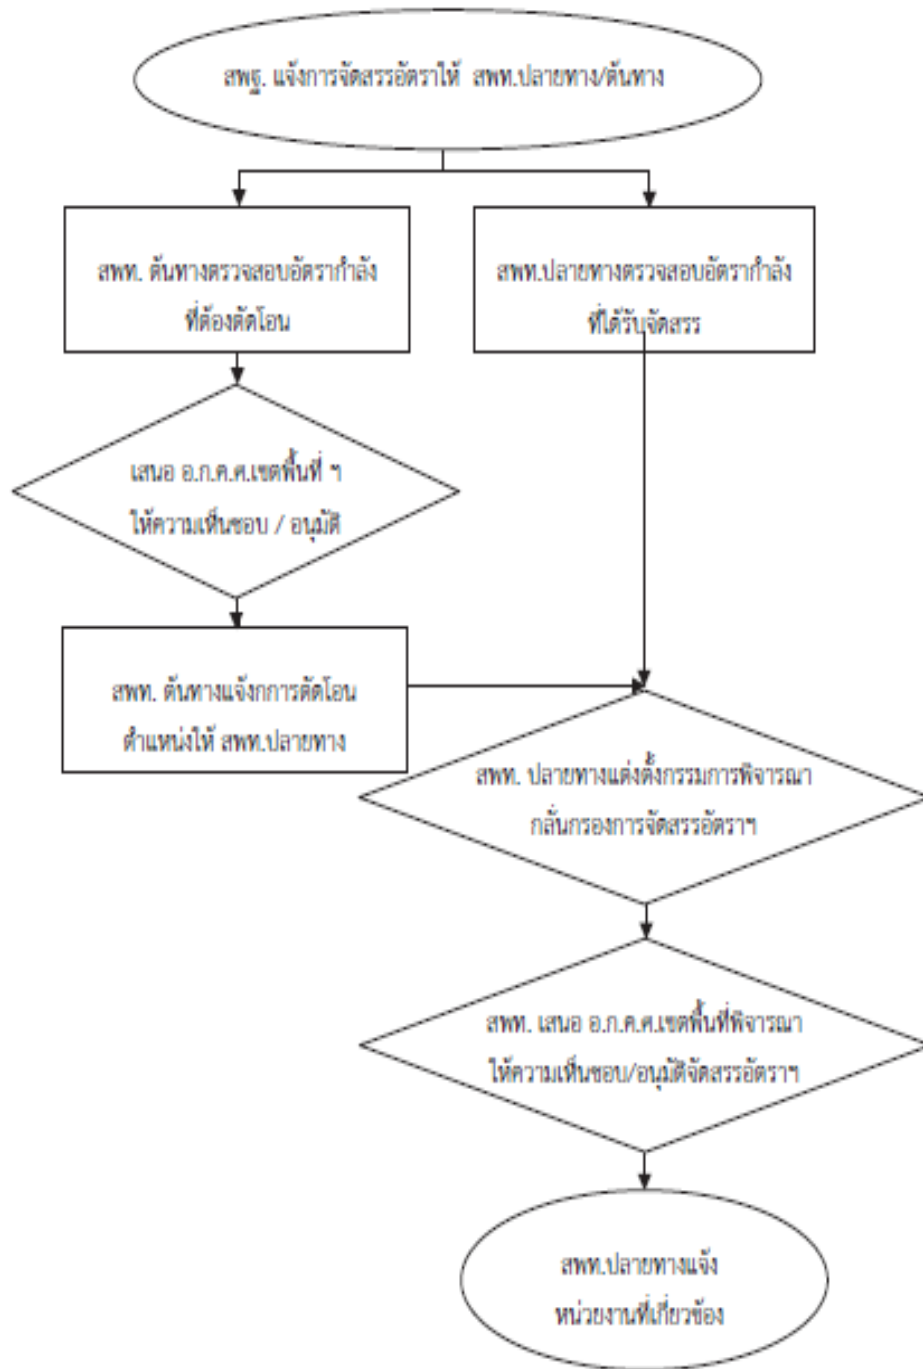 สพฐ. แจ้งการจัดสรรอัตราให้ สพท.ปลายทาง/ต้นทาง
สพท. ต้นทางตรวจสอบอัตรากำลัง
ที่ต้องตัดโอน
สพท.ปลายทางตรวจสอบอัตรากำลัง
ที่ได้รับจัดสรร
เสนอ อ.ก.ค.ศ.เขตพื้นที่ ฯ
ให้ความเห็นชอบ / อนุมัติ
สพท. ต้นทางแจ้งกการตัดโอน
ตำแหน่งให้ สพท.ปลายทาง
สพท. ปลายทางแต่งตั้งกรรมการพิจารณา
กลั่นกรองการจัดสรรอัตราฯ
สพท. เสนอ อ.ก.ค.ศ.เขตพื้นที่พิจารณา
ให้ความเห็นชอบ/อนุมัติจัดสรรอัตราฯ
สพท.ปลายทางแจ้ง
หน่วยงานที่เกี่ยวข้อง